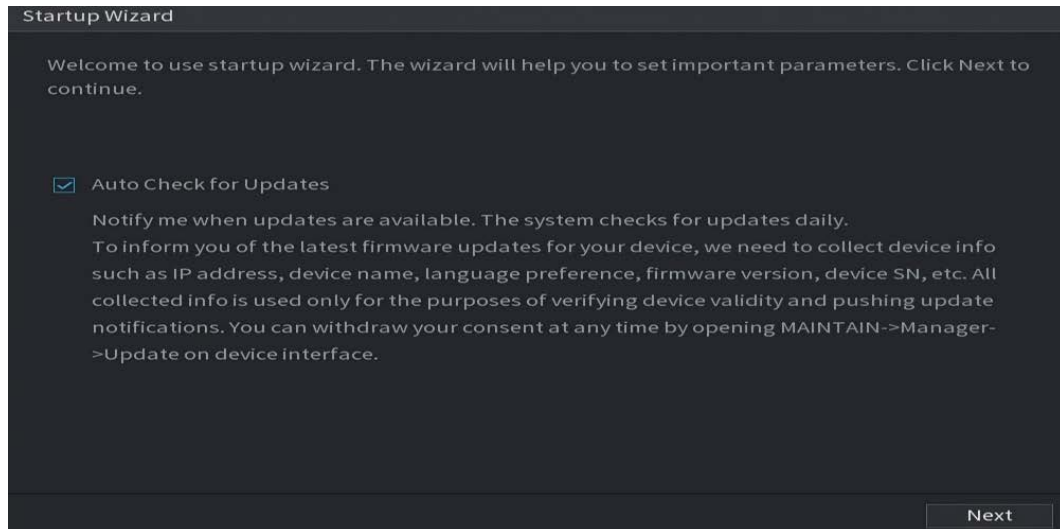 Startup Wizard
Welcome to use startup wizard. The wizard will help you to set important parameters. Click Next to
continue.
Auto Check for Updates
Notify me when updates are available. The system checks for updates daily.
To inform you of the latest firmware updates for your device, we need to collect device info
such as IP address, device name, language preference, firmware version, device SN, etc. All
collected info is used only for the purposes of verifying device validity and pushing update
notifications. You can withdraw your consent at any time by opening MAINTAIN->Manager-
>Update on device interface.
Next